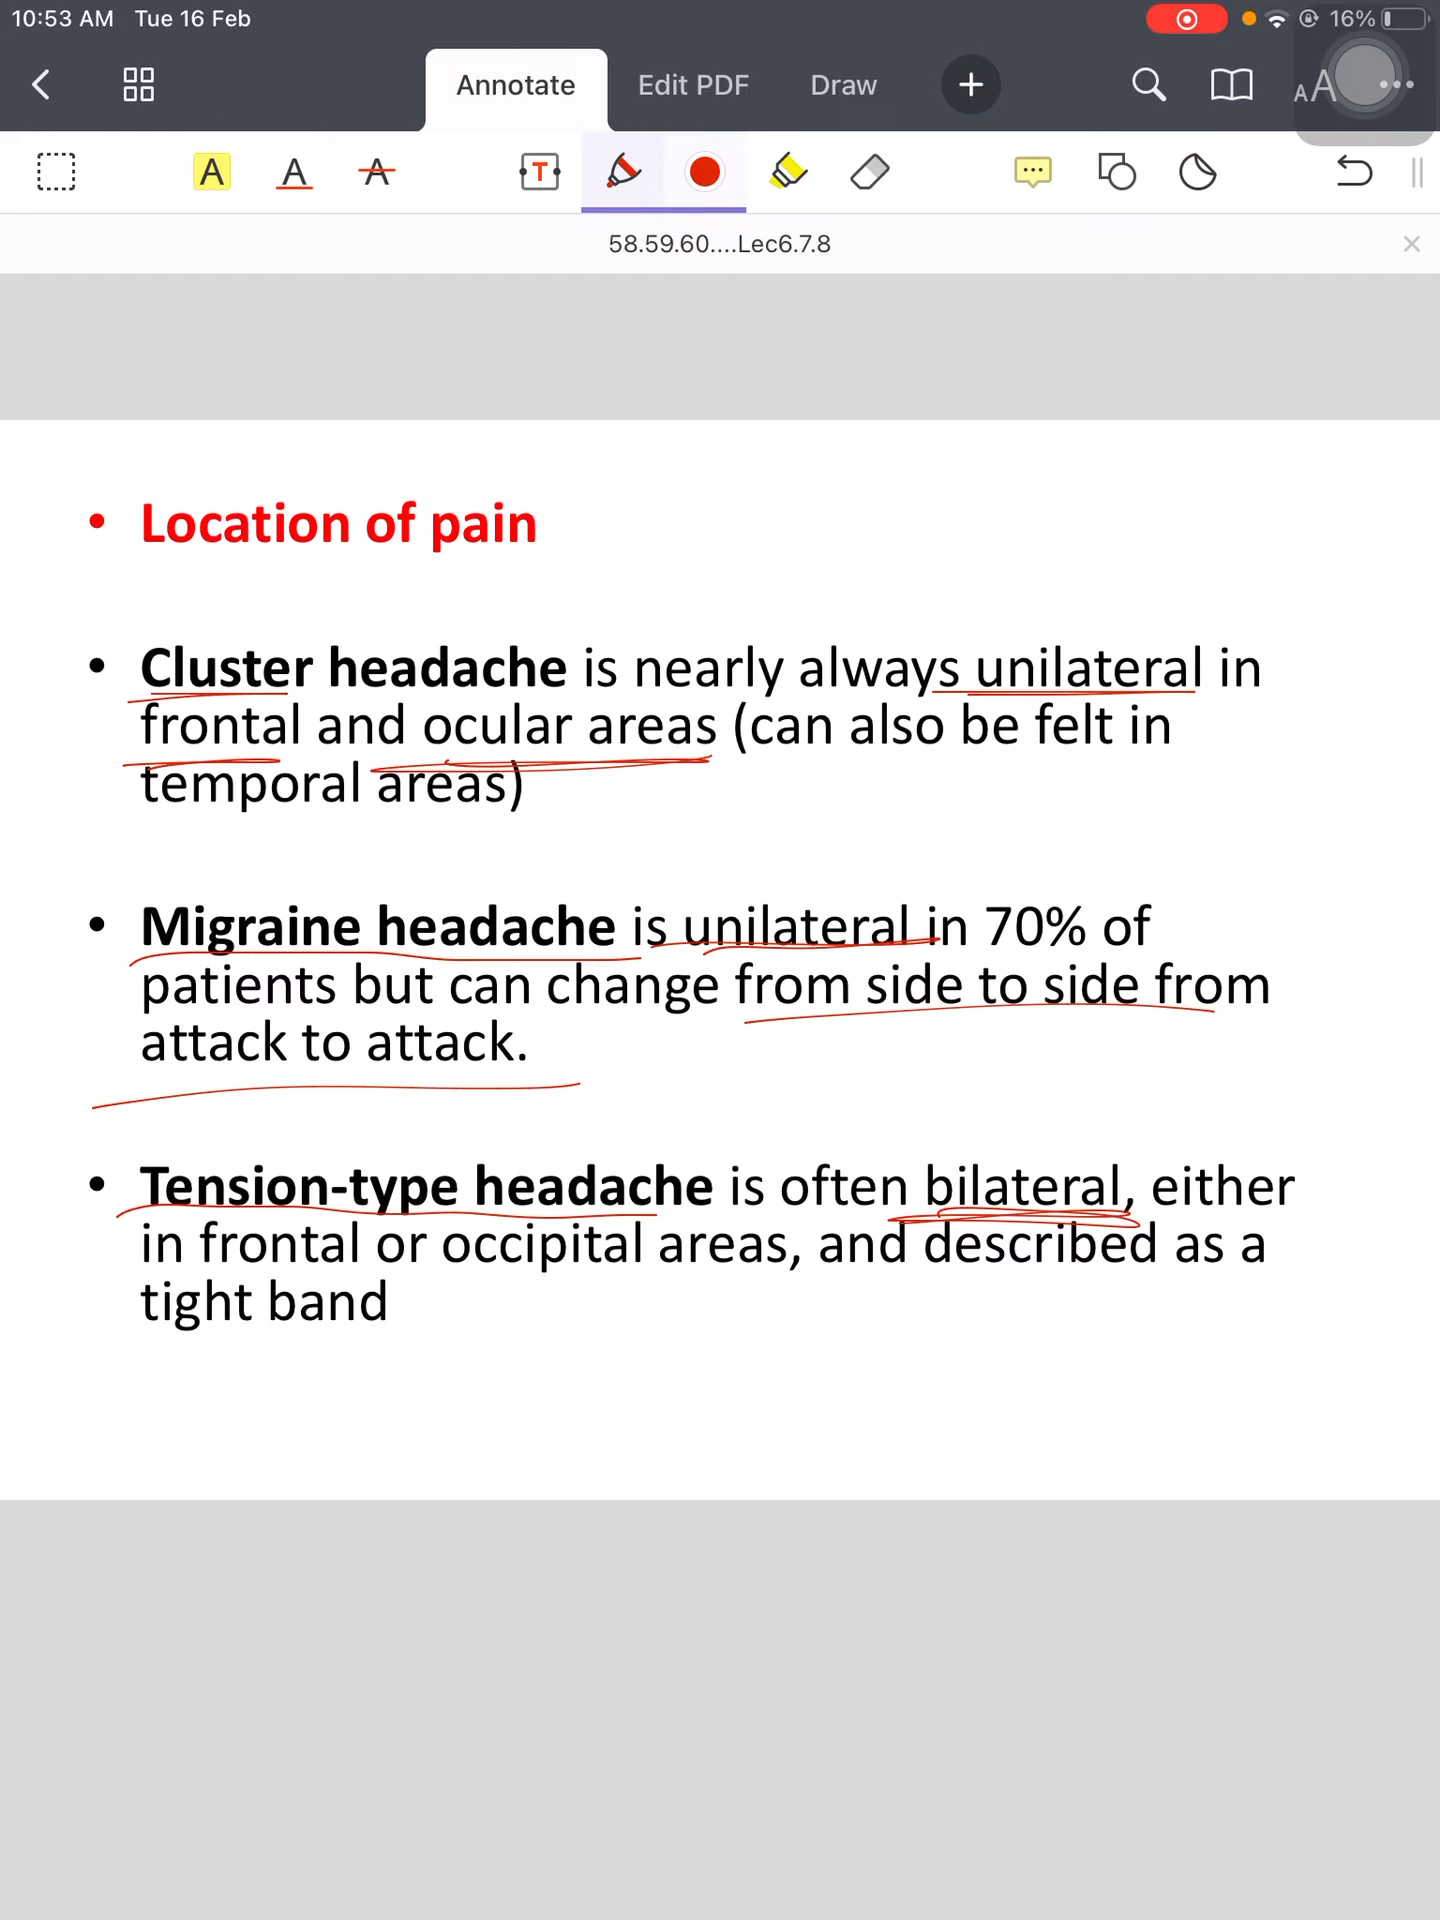 10:53 AM Tue 16 Feb 16%
Annotate Edit PDF Draw
58.59.60....Lec6.7.8
• Location of pain
• Cluster headache is nearly always unilateral in
frontal and ocular areas (can also be felt in
temporal areas)
• Migraine headache is unilateral in 70% of
patients but can change from side to side from
attack to attack.
• Tension-type headache is often bilateral, either
in frontal or occipital areas, and described as a
tight band